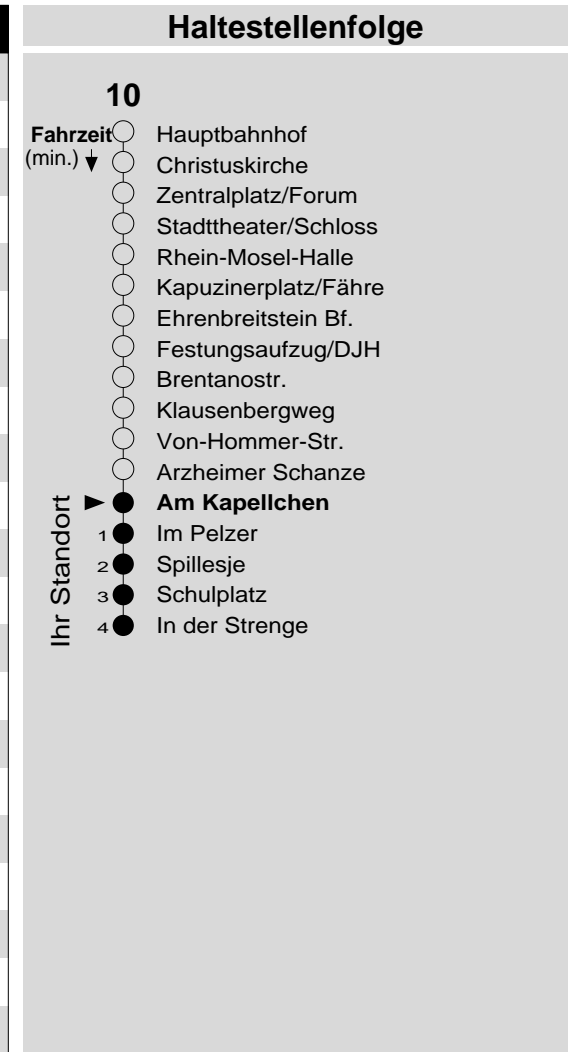 Haltestellenfolge
10
Fahrzeit Hauptbahnhof
(min.) Christuskirche
Zentralplatz/Forum
Stadttheater/Schloss
Rhein-Mosel-Halle
Kapuzinerplatz/Fähre
Ehrenbreitstein Bf.
Festungsaufzug/DJH
Brentanostr.
Klausenbergweg
Von-Hommer-Str.
Arzheimer Schanze
Am Kapellchen
1 Im Pelzer
2 Spillesje
3 Schulplatz
4 In der Strenge
Ihr Standort